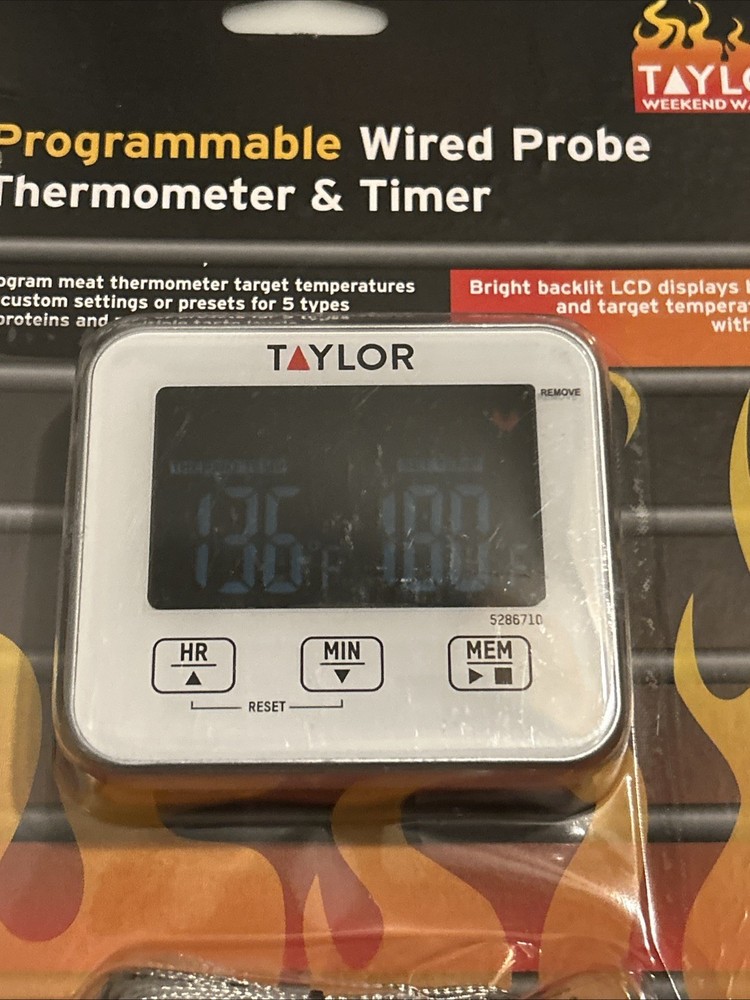 TAYLO
WEEKEND WA
Programmable Wired Probe
Thermometer & Timer
ogram meat thermometer target temperatures
custom settings or presets for 5 types
proteins and
Bright backlit LCD displays
and target tempera
with
TAYLOR
REMOVE
136°F 180°F
5286710
HR
MIN
MEM
RESET